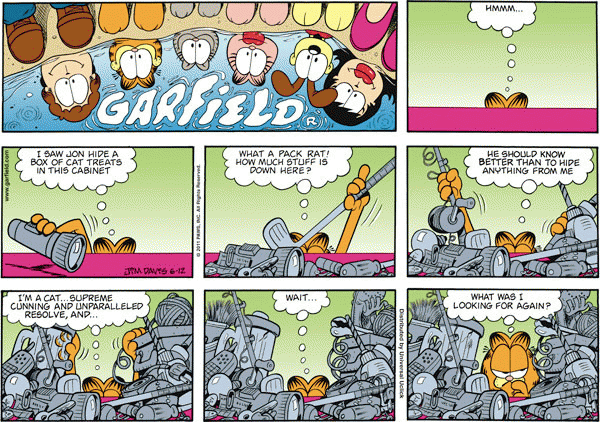 GARFIELD
R
HMMM...
www.garfield.com
I SAW JON HIDE A
BOX OF CAT TREATS
IN THIS CABINET
JIM DAVIS 6-12
© 2011 PAWS, INC. All Rights Reserved.
WHAT A PACK RAT!
HOW MUCH STUFF IS
DOWN HERE?
HE SHOULD KNOW
BETTER THAN TO HIDE
ANYTHING FROM ME
I'M A CAT...SUPREME
CUNNING AND UNPARALLELED
RESOLVE, AND...
WAIT...
Distributed by Universal Uclick
WHAT WAS I
LOOKING FOR AGAIN?